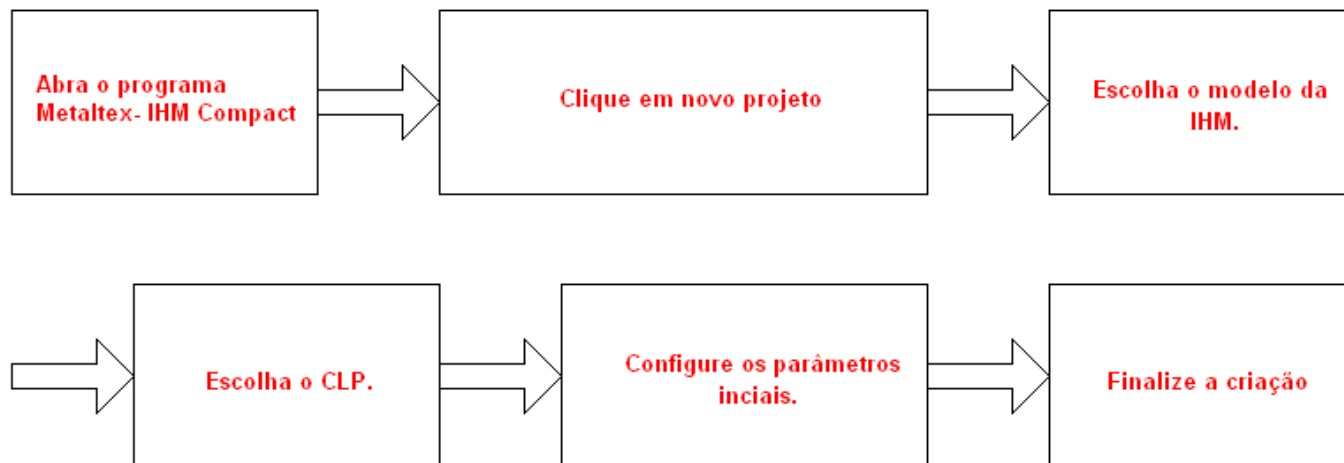 Abra o programa
Metaltex- IHM Compact
Clique em novo projeto
Escolha o modelo da
IHM.
Escolha o CLP.
Configure os parâmetros
inciais.
Finalize a criação